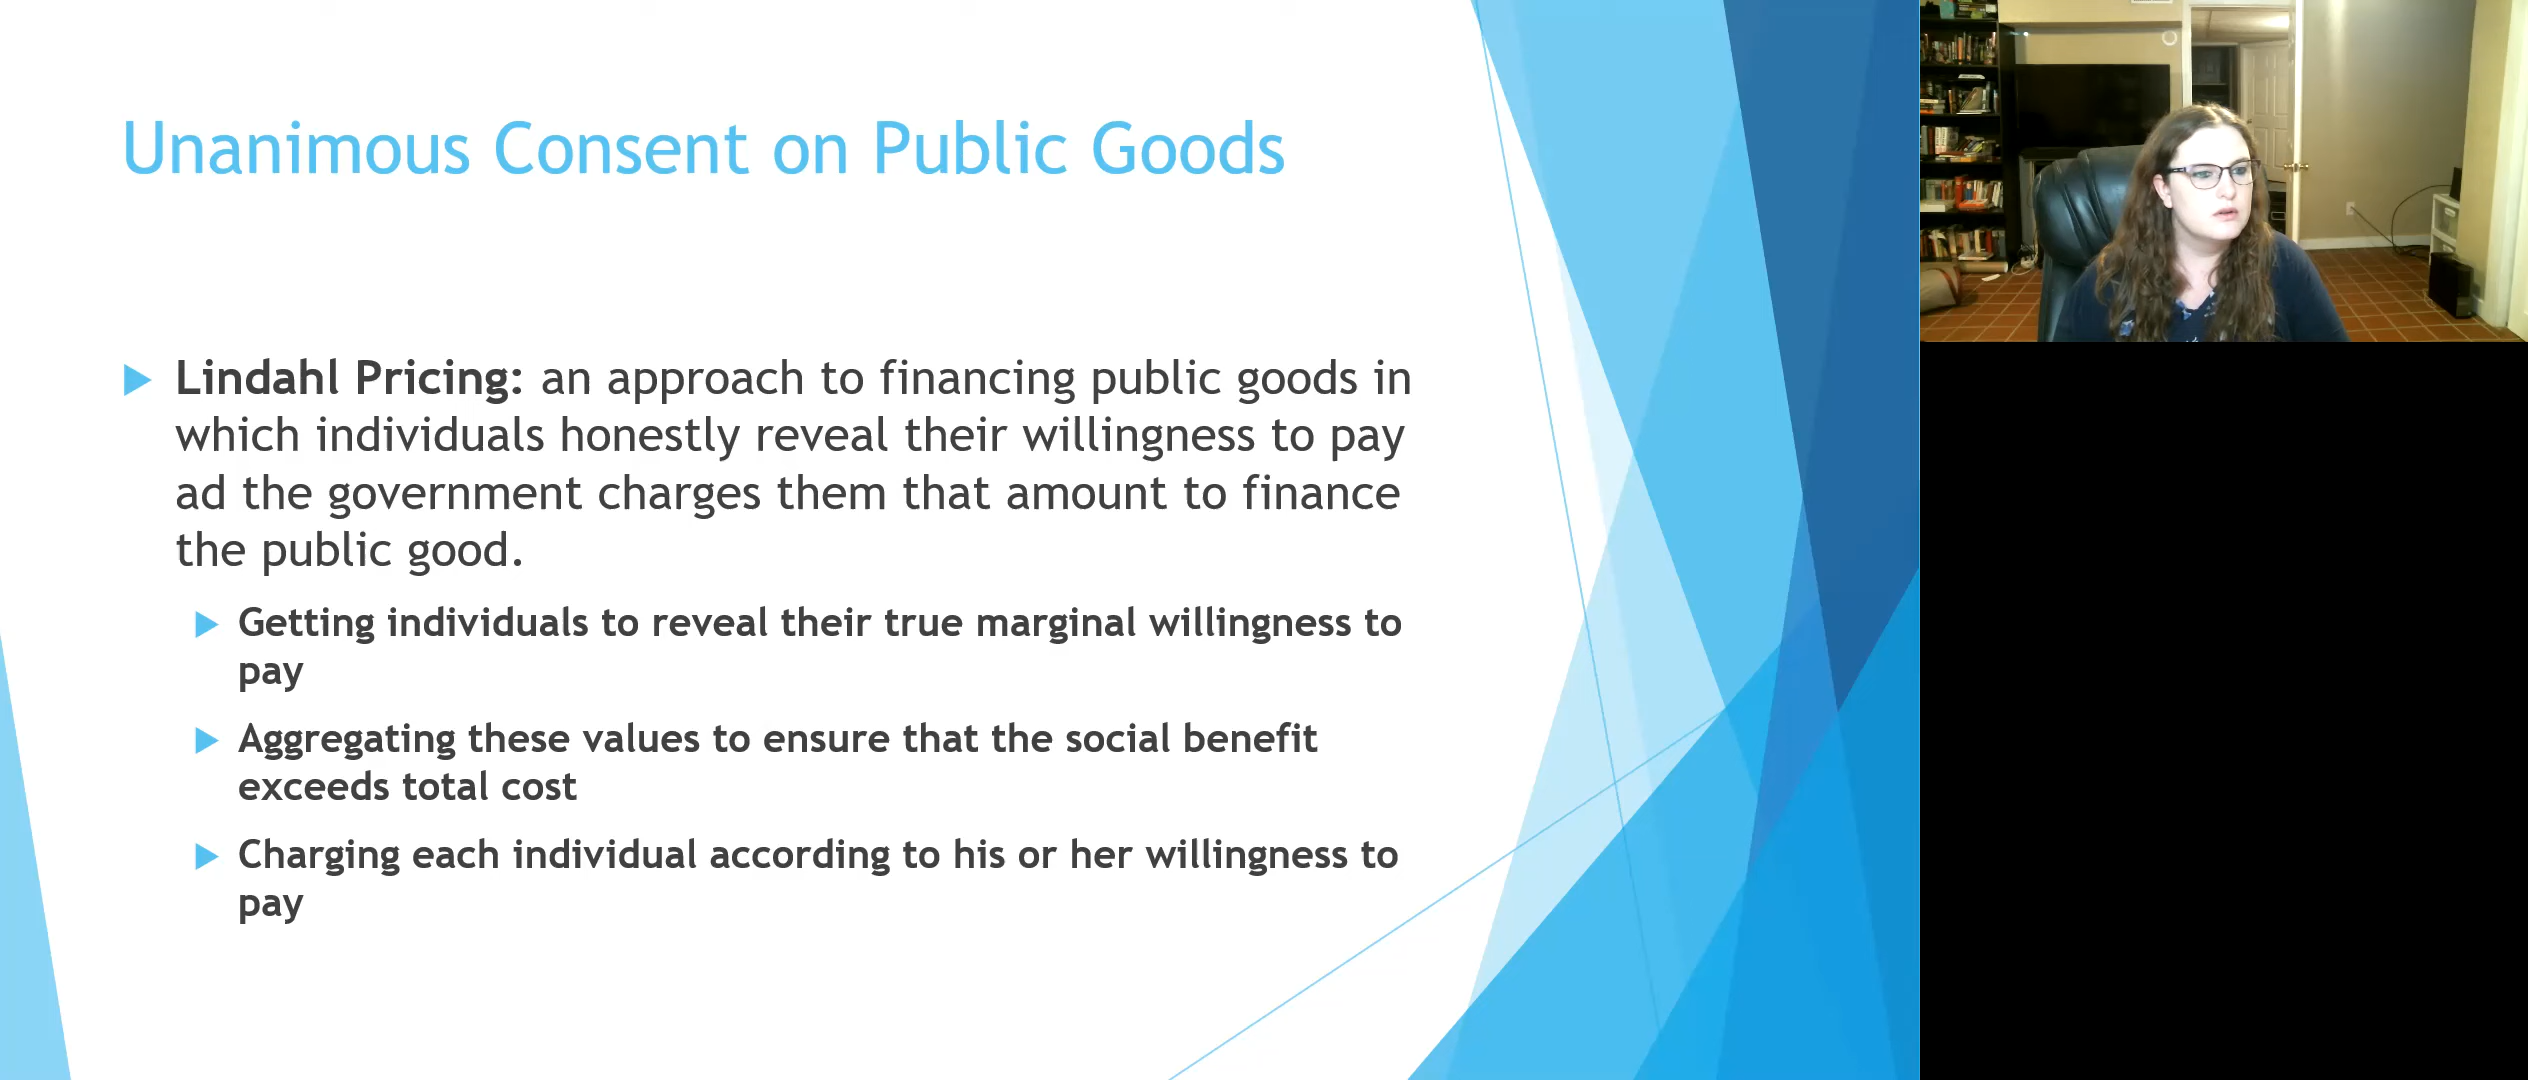 Unanimous Consent on Public Goods
Lindahl Pricing: an approach to financing public goods in
which individuals honestly reveal their willingness to pay
ad the government charges them that amount to finance
the public good.
Getting individuals to reveal their true marginal willingness to
pay
Aggregating these values to ensure that the social benefit
exceeds total cost
Charging each individual according to his or her willingness to
pay